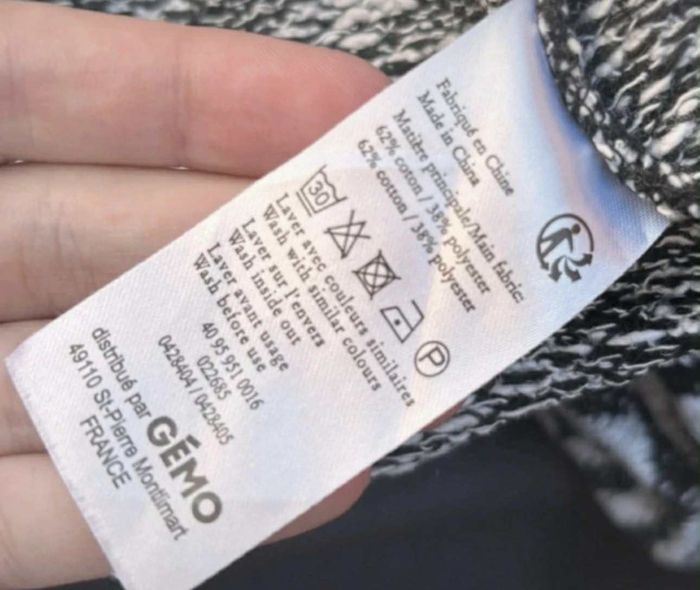 Fabriqué en Chine
Made in China
Matière principale/Main fabric:
62% coton / 38% polyester
62% cotton / 38% polyester
30
P
Laver avec couleurs similaires
Wash with similar colours
Laver sur l'envers
Wash inside out
Laver avant usage
Wash before use
40 95 951 0016
022685
0428404 / 0428405
distribué par GÉMO
49110 St-Pierre Montlimart
FRANCE